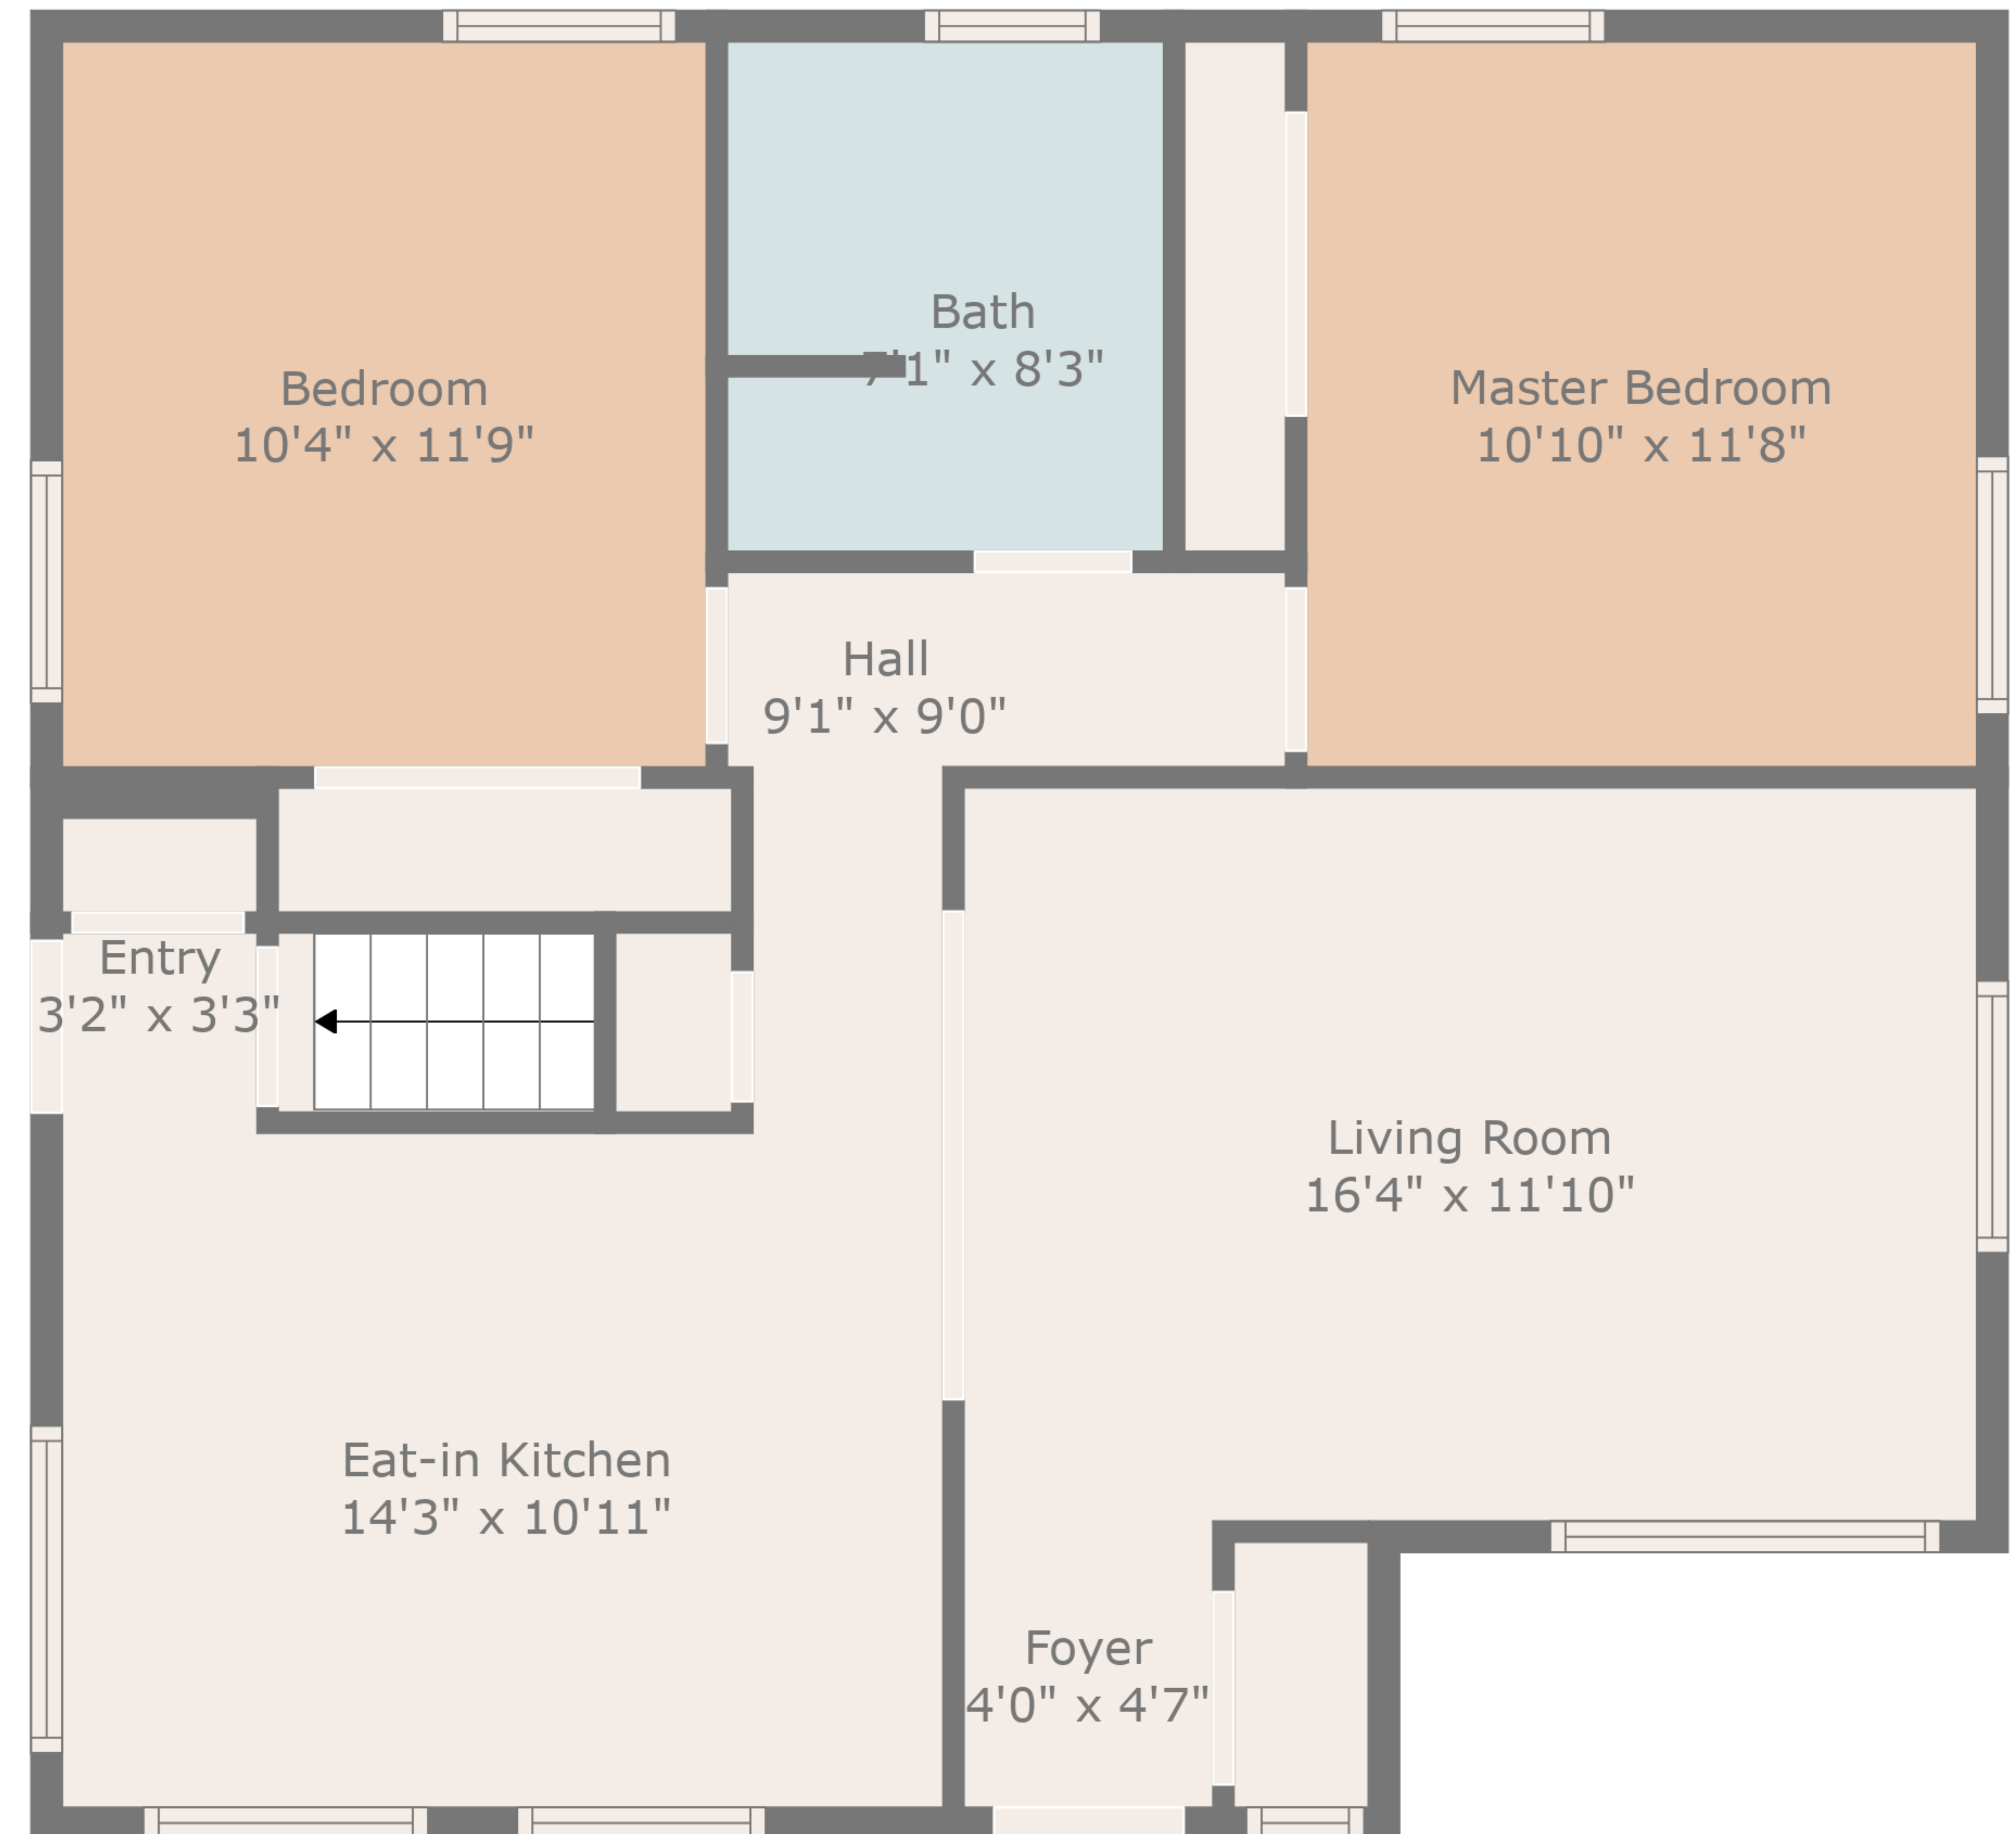 Bath
7'1" x 8'3"
Bedroom
10'4" x 11'9"
Master Bedroom
10'10" x 11'8"
Hall
9'1" x 9'0"
Entry
3'2" x 3'3"
Living Room
16'4" x 11'10"
Eat-in Kitchen
14'3" x 10'11"
Foyer
4'0" x 4'7"